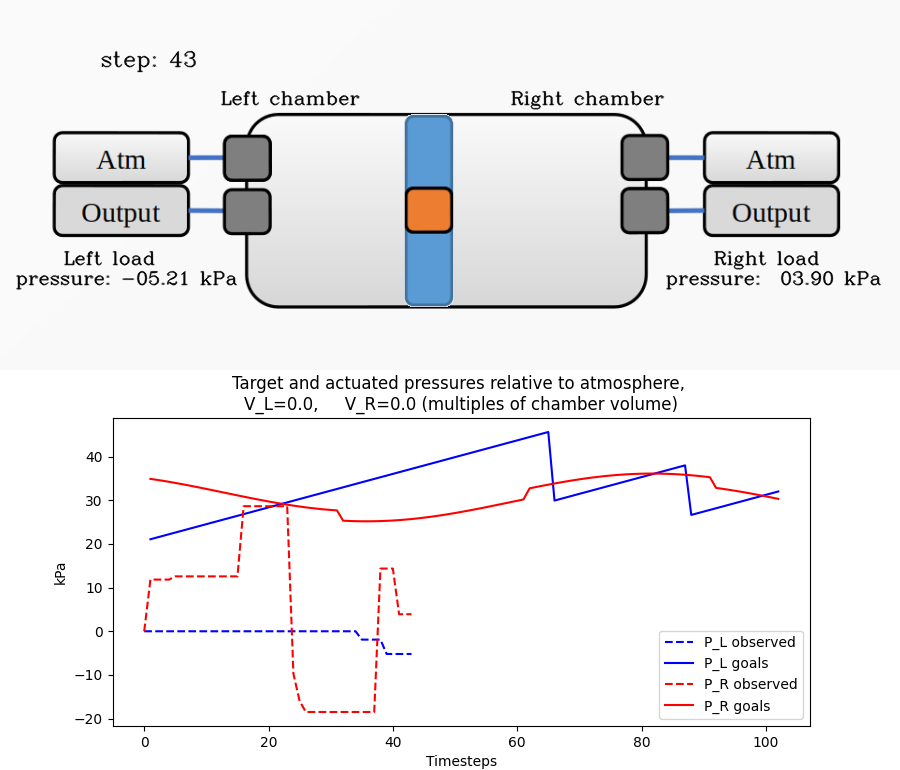 step: 43
Left chamber
Right chamber
Atm
Atm
Output
Output
Left load
pressure: −05.21 kPa
Right load
pressure: 03.90 kPa
Target and actuated pressures relative to atmosphere,
V_L=0.0, V_R=0.0 (multiples of chamber volume)
kPa
40
30
20
10
0
−10
−20
0
20
40
60
80
100
Timesteps
P_L observed
P_L goals
P_R observed
P_R goals